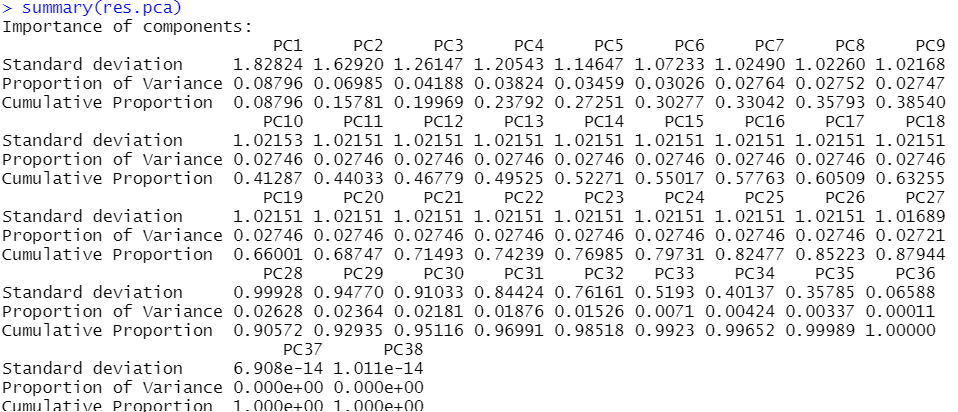 > summary(res.pca)
Importance of components:
PC1 PC2 PC3 PC4 PC5 PC6 PC7 PC8 PC9
Standard deviation 1.82824 1.62920 1.26147 1.20543 1.14647 1.07233 1.02490 1.02260 1.02168
Proportion of Variance 0.08796 0.06985 0.04188 0.03824 0.03459 0.03026 0.02764 0.02752 0.02747
Cumulative Proportion 0.08796 0.15781 0.19969 0.23792 0.27251 0.30277 0.33042 0.35793 0.38540
PC10 PC11 PC12 PC13 PC14 PC15 PC16 PC17 PC18
Standard deviation 1.02153 1.02151 1.02151 1.02151 1.02151 1.02151 1.02151 1.02151 1.02151
Proportion of Variance 0.02746 0.02746 0.02746 0.02746 0.02746 0.02746 0.02746 0.02746 0.02746
Cumulative Proportion 0.41287 0.44033 0.46779 0.49525 0.52271 0.55017 0.57763 0.60509 0.63255
PC19 PC20 PC21 PC22 PC23 PC24 PC25 PC26 PC27
Standard deviation 1.02151 1.02151 1.02151 1.02151 1.02151 1.02151 1.02151 1.02151 1.01689
Proportion of Variance 0.02746 0.02746 0.02746 0.02746 0.02746 0.02746 0.02746 0.02746 0.02721
Cumulative Proportion 0.66001 0.68747 0.71493 0.74239 0.76985 0.79731 0.82477 0.85223 0.87944
PC28 PC29 PC30 PC31 PC32 PC33 PC34 PC35 PC36
Standard deviation 0.99928 0.94770 0.91033 0.84424 0.76161 0.5193 0.40137 0.35785 0.06588
Proportion of Variance 0.02628 0.02364 0.02181 0.01876 0.01526 0.0071 0.00424 0.00337 0.00011
Cumulative Proportion 0.90572 0.92935 0.95116 0.96991 0.98518 0.9923 0.99652 0.99989 1.00000
PC37 PC38
Standard deviation 6.908e-14 1.011e-14
Proportion of Variance 0.000e+00 0.000e+00
Cumulative Proportion 1.000e+00 1.000e+00